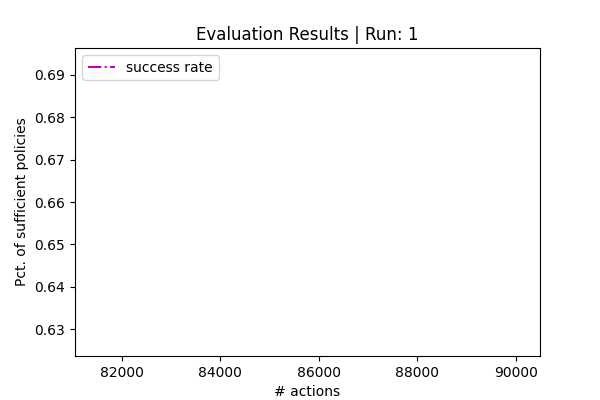 Evaluation Results | Run: 1
success rate
Pct. of sufficient policies
0.69
0.68
0.67
0.66
0.65
0.64
0.63
82000 84000 86000 88000 90000
# actions